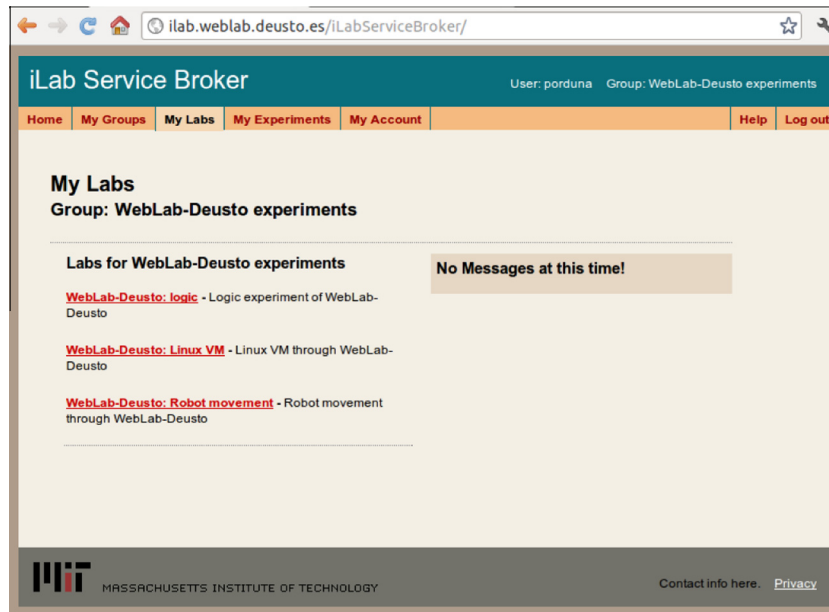 ilab.weblab.deusto.es/iLabServiceBroker/
iLab Service Broker
User: porduna Group: WebLab-Deusto experiments
Home My Groups My Labs My Experiments My Account Help Log out
My Labs
Group: WebLab-Deusto experiments
Labs for WebLab-Deusto experiments
No Messages at this time!
WebLab-Deusto: logic - Logic experiment of WebLab-
Deusto
WebLab-Deusto: Linux VM - Linux VM through WebLab-
Deusto
WebLab-Deusto: Robot movement - Robot movement
through WebLab-Deusto
MIT MASSACHUSETTS INSTITUTE OF TECHNOLOGY
Contact info here. Privacy